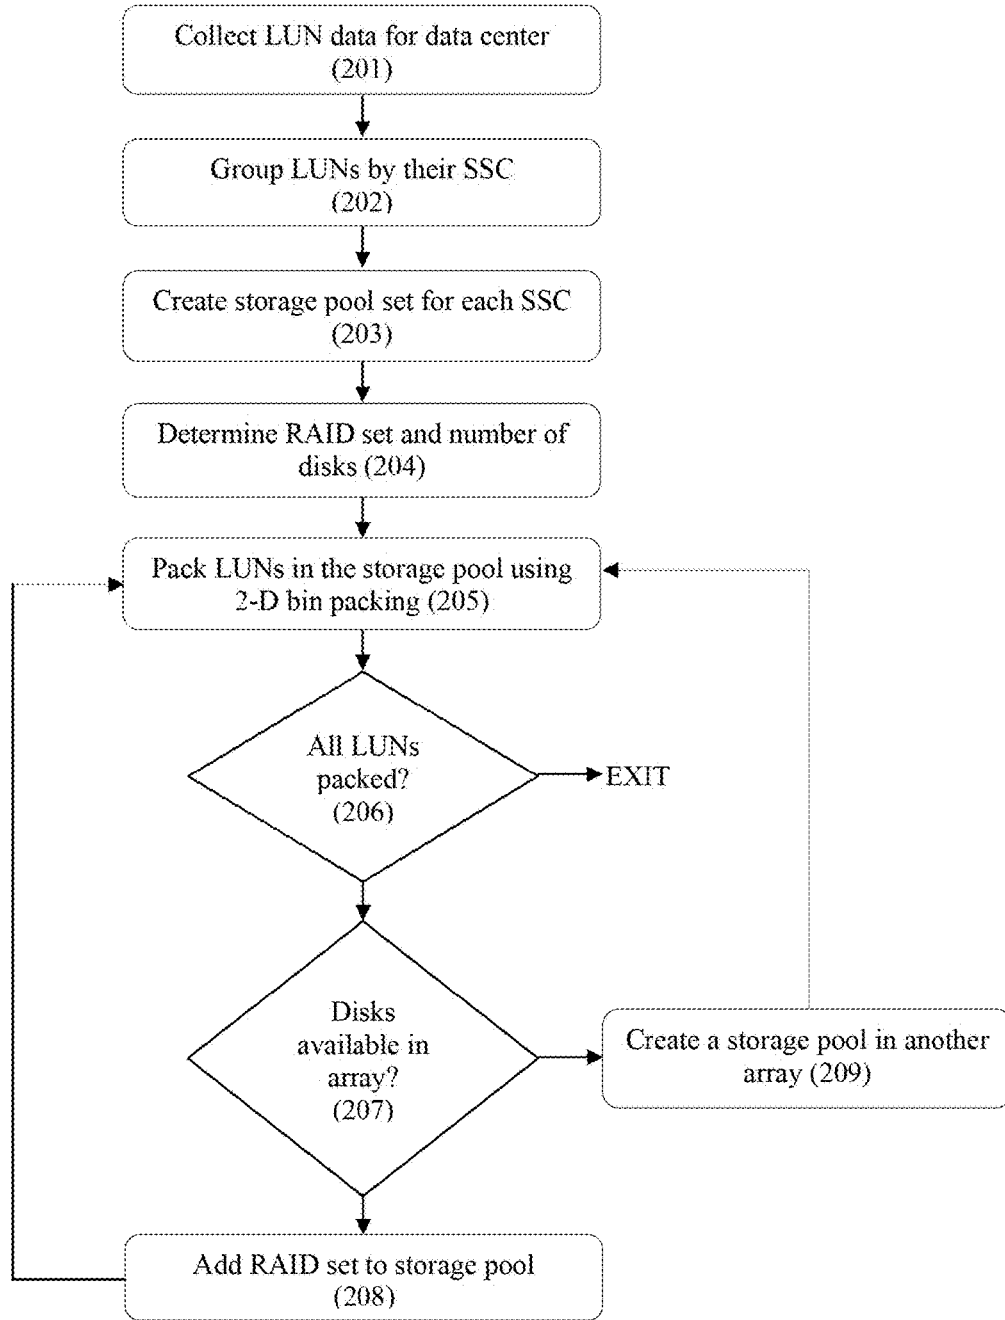 Collect LUN data for data center
(201)
Group LUNs by their SSC
(202)
Create storage pool set for each SSC
(203)
Determine RAID set and number of
disks (204)
Pack LUNs in the storage pool using
2-D bin packing (205)
All LUNs
packed?
(206)
EXIT
Disks
available in
array?
(207)
Create a storage pool in another
array (209)
Add RAID set to storage pool
(208)